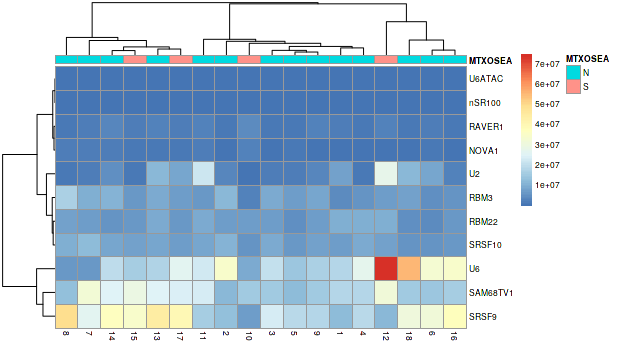 MTXOSEA
U6ATAC
nSR100
RAVER1
NOVA1
U2
RBM3
RBM22
SRSF10
U6
SAM68TV1
SRSF9
8 7 14 15 13 17 11 2 10 3 5 9 1 4 12 18 6 16
7e+07
6e+07
5e+07
4e+07
3e+07
2e+07
1e+07
MTXOSEA
N
S